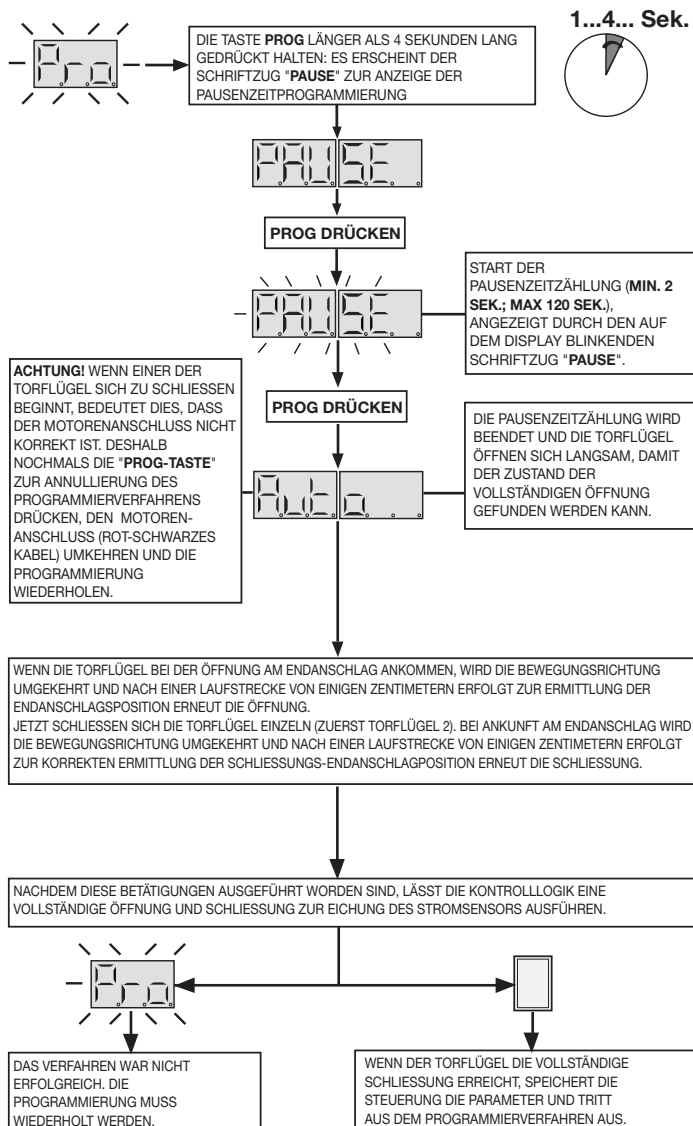 1...4... Sek.
Pro
DIE TASTE PROG LÄNGER ALS 4 SEKUNDEN LANG
GEDRÜCKT HALTEN: ES ERSCHEINT DER
SCHRIFTZUG "PAUSE" ZUR ANZEIGE DER
PAUSENZEITPROGRAMMIERUNG
PAUSE
PROG DRÜCKEN
PAUSE
START DER
PAUSENZEITZÄHLUNG (MIN. 2
SEK.; MAX 120 SEK.),
ANGEZEIGT DURCH DEN AUF
DEM DISPLAY BLINKENDEN
SCHRIFTZUG "PAUSE".
ACHTUNG! WENN EINER DER
TORFLÜGEL SICH ZU SCHLIESSEN
BEGINNT, BEDEUTET DIES, DASS
DER MOTORENANSCHLUSS NICHT
KORREKT IST. DESHALB
NOCHMALS DIE "PROG-TASTE"
ZUR ANNULLIERUNG DES
PROGRAMMIERVERFAHRENS
DRÜCKEN, DEN MOTOREN-
ANSCHLUSS (ROT-SCHWARZES
KABEL) UMKEHREN UND DIE
PROGRAMMIERUNG
WIEDERHOLEN.
PROG DRÜCKEN
Auto
DIE PAUSENZEITZÄHLUNG WIRD
BEENDET UND DIE TORFLÜGEL
ÖFFNEN SICH LANGSAM, DAMIT
DER ZUSTAND DER
VOLLSTÄNDIGEN ÖFFNUNG
GEFUNDEN WERDEN KANN.
WENN DIE TORFLÜGEL BEI DER ÖFFNUNG AM ENDANSCHLAG ANKOMMEN, WIRD DIE BEWEGUNGSRICHTUNG
UMGEKEHRT UND NACH EINER LAUFSTRECKE VON EINIGEN ZENTIMETERN ERFOLGT ZUR ERMITTLUNG DER
ENDANSCHLAGSPOSITION ERNEUT DIE ÖFFNUNG.
JETZT SCHLIESSEN SICH DIE TORFLÜGEL EINZELN (ZUERST TORFLÜGEL 2). BEI ANKUNFT AM ENDANSCHLAG WIRD
DIE BEWEGUNGSRICHTUNG UMGEKEHRT UND NACH EINER LAUFSTRECKE VON EINIGEN ZENTIMETERN ERFOLGT
ZUR KORREKTEN ERMITTLUNG DER SCHLIESSUNGS-ENDANSCHLAGPOSITION ERNEUT DIE SCHLIESSUNG.
NACHDEM DIESE BETÄTIGUNGEN AUSGEFÜHRT WORDEN SIND, LÄSST DIE KONTROLLLOGIK EINE
VOLLSTÄNDIGE ÖFFNUNG UND SCHLIESSUNG ZUR EICHUNG DES STROMSENSORS AUSFÜHREN.
Pro
DAS VERFAHREN WAR NICHT
ERFOLGREICH. DIE
PROGRAMMIERUNG MUSS
WIEDERHOLT WERDEN.
WENN DER TORFLÜGEL DIE VOLLSTÄNDIGE
SCHLIESSUNG ERREICHT, SPEICHERT DIE
STEUERUNG DIE PARAMETER UND TRITT
AUS DEM PROGRAMMIERVERFAHREN AUS.